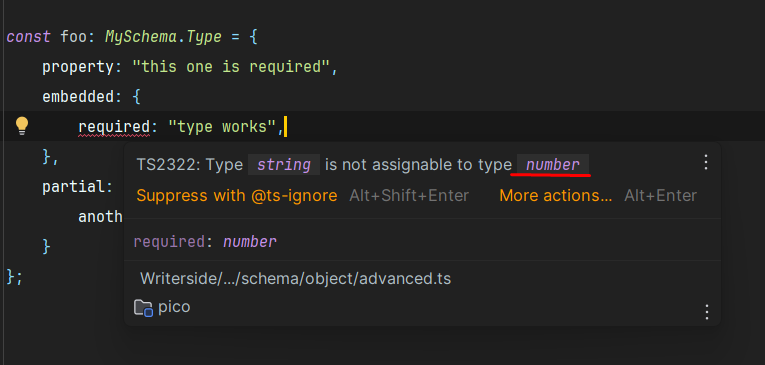 const foo: MySchema.Type = {
property: "this one is required",
embedded: {
required: "type works",
},
TS2322: Type string is not assignable to type number
partial:
Suppress with @ts-ignore Alt+Shift+Enter More actions... Alt+Enter
anoth
}
required: number
};
Writerside/.../schema/object/advanced.ts
pico